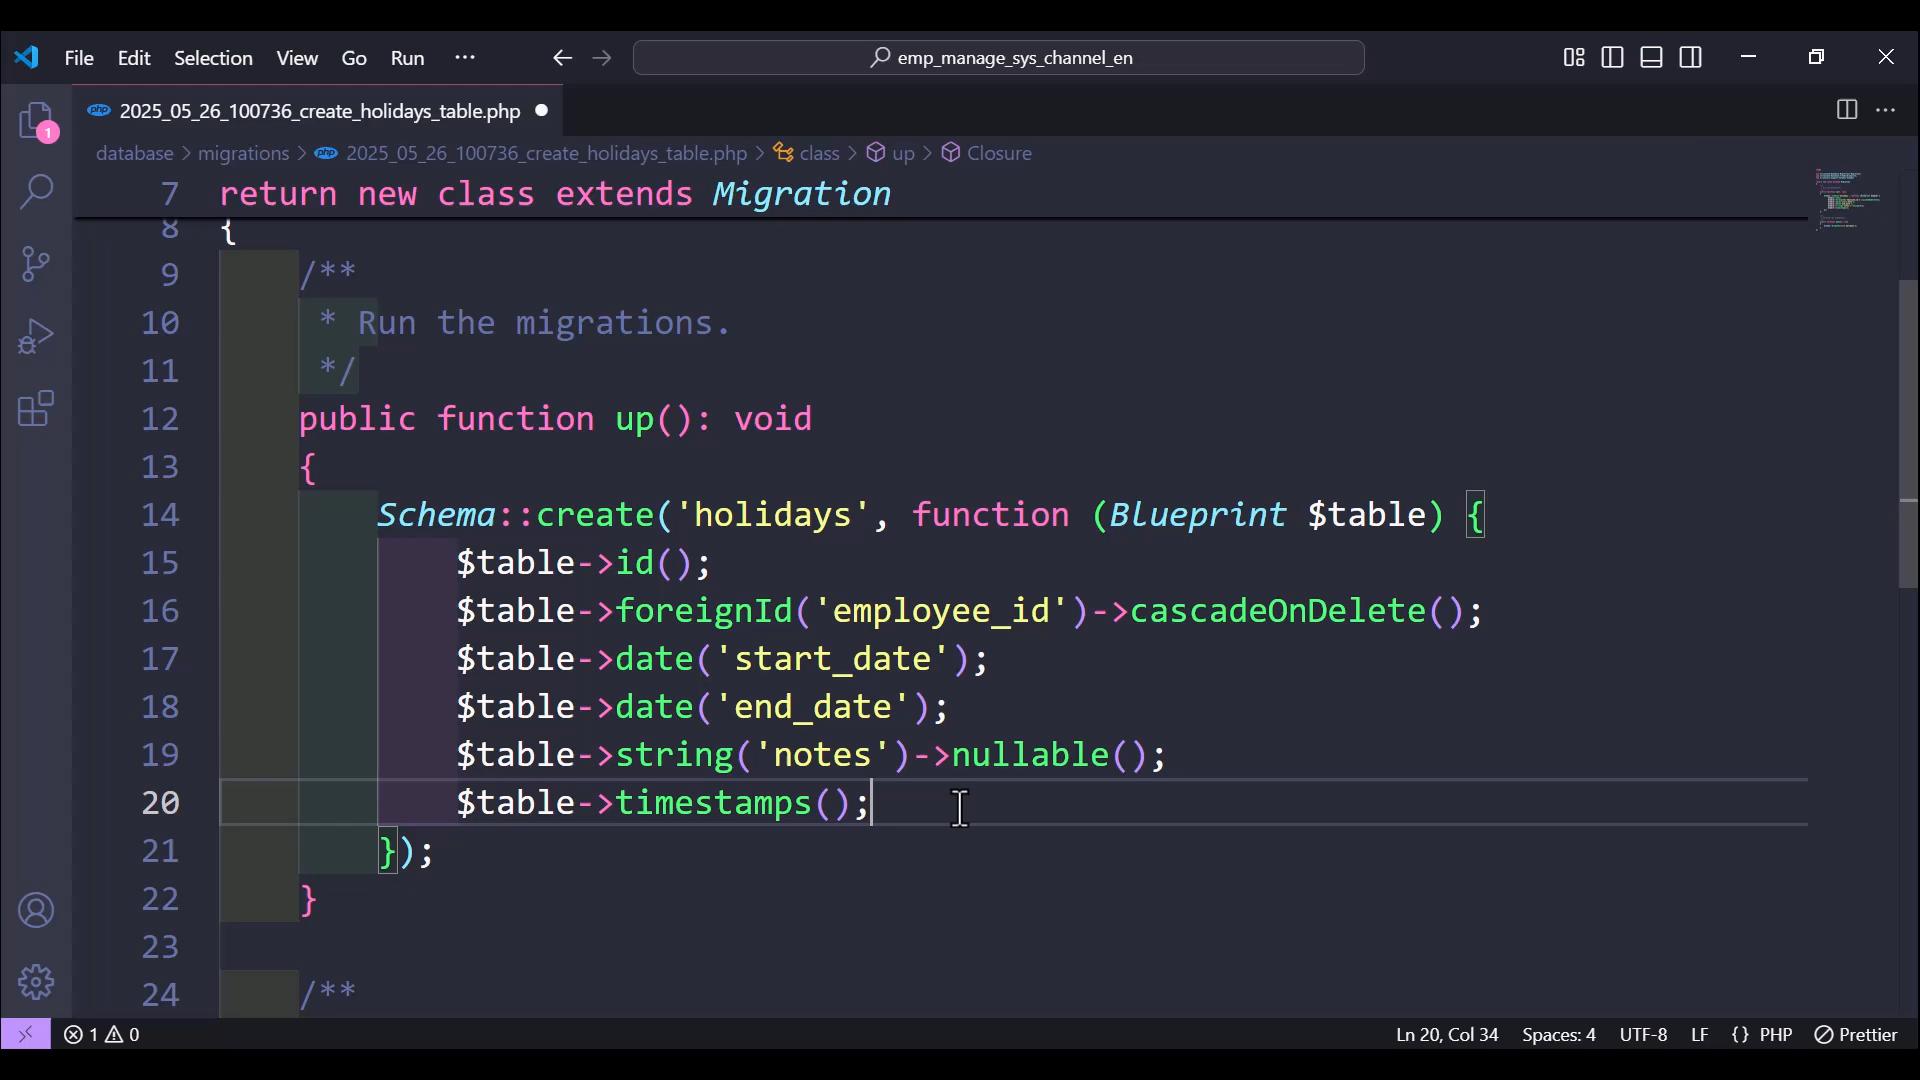 File Edit Selection View Go Run ··· emp_manage_sys_channel_en
1
php 2025_05_26_100736_create_holidays_table.php
database > migrations > php 2025_05_26_100736_create_holidays_table.php > class > up > Closure
7 return new class extends Migration
8 {
9 /**
10 * Run the migrations.
11 */
12 public function up(): void
13 {
14 Schema::create('holidays', function (Blueprint $table) {
15 $table->id();
16 $table->foreignId('employee_id')->cascadeOnDelete();
17 $table->date('start_date');
18 $table->date('end_date');
19 $table->string('notes')->nullable();
20 $table->timestamps();
21 });
22 }
23
24 /**
1 0 Ln 20, Col 34 Spaces: 4 UTF-8 LF {} PHP Prettier